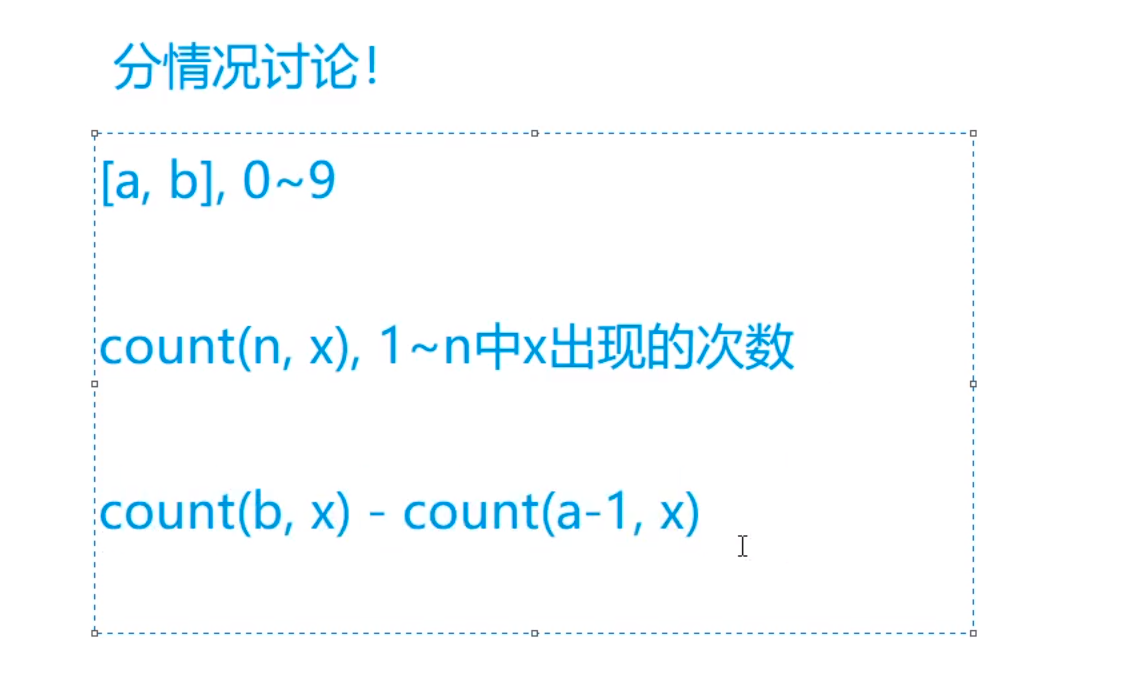 分情况讨论!
[a, b], 0~9
count(n, x), 1~n中x出现的次数
count(b, x) - count(a-1, x)